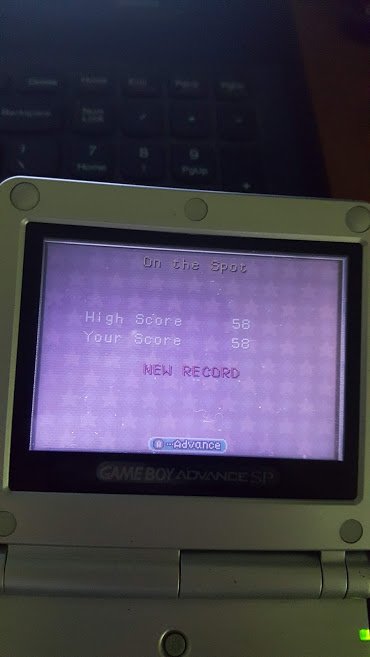 Delete Home End PgUp PgDn
Backspace Num Lock /
7 8 9
Home PgUp +
On the Spot
High Score 58
Your Score 58
NEW RECORD
A Advance
GAME BOY ADVANCE SP